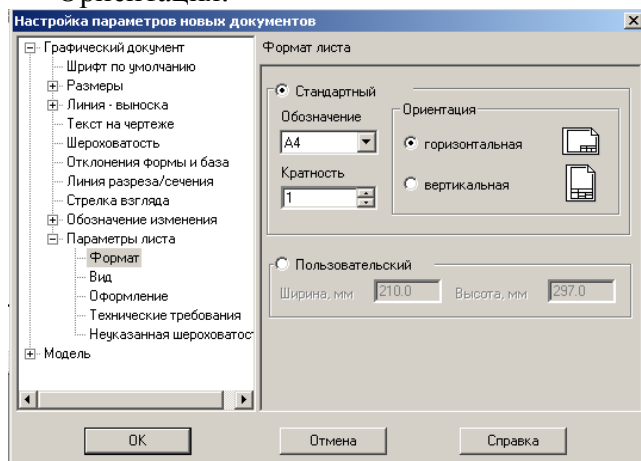 Ориентация.
Настройка параметров новых документов
Графический документ
Шрифт по умолчанию
Размеры
Линия - выноска
Текст на чертеже
Шероховатость
Отклонения формы и база
Линия разреза/сечения
Стрелка взгляда
Обозначение изменения
Параметры листа
Формат
Вид
Оформление
Технические требования
Неуказанная шероховатос
Модель
Формат листа
Стандартный
Обозначение
A4
Кратность
1
Ориентация
горизонтальная
вертикальная
Пользовательский
Ширина, мм 210.0 Высота, мм 297.0
OK Отмена Справка